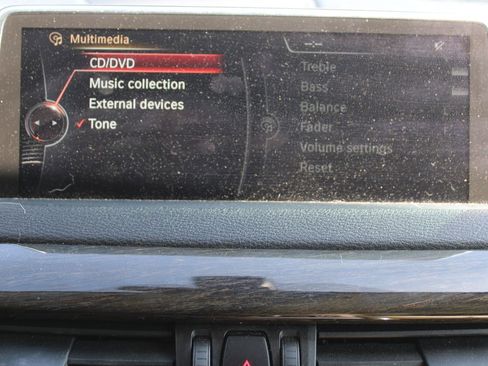 Multimedia
CD/DVD
Music collection
External devices
Tone
Treble
Bass
Balance
Fader
Volume settings
Reset